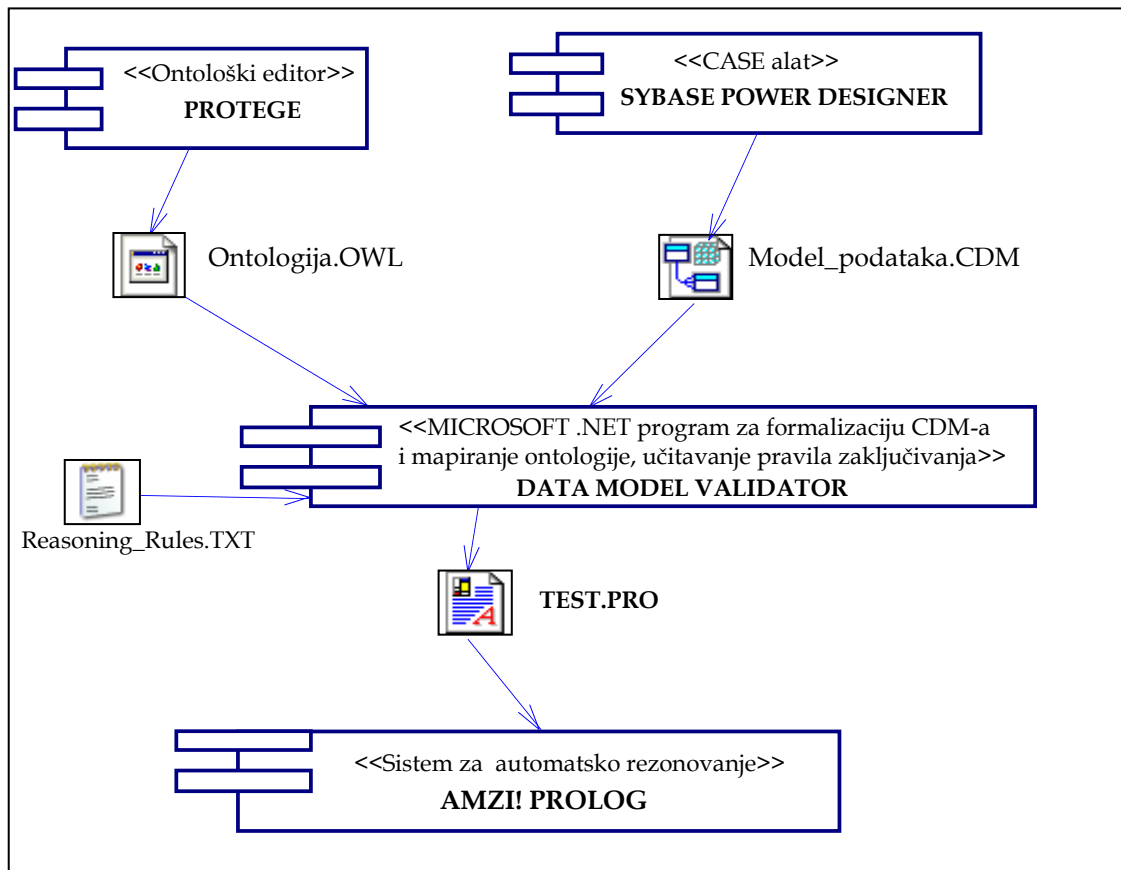 <<Ontološki editor>>
PROTEGE
<<CASE alat>>
SYBASE POWER DESIGNER
Ontologija.OWL
Model_podataka.CDM
<<MICROSOFT .NET program za formalizaciju CDM-a
i mapiranje ontologije, učitavanje pravila zaključivanja>>
DATA MODEL VALIDATOR
Reasoning_Rules.TXT
TEST.PRO
<<Sistem za automatsko rezonovanje>>
AMZI! PROLOG